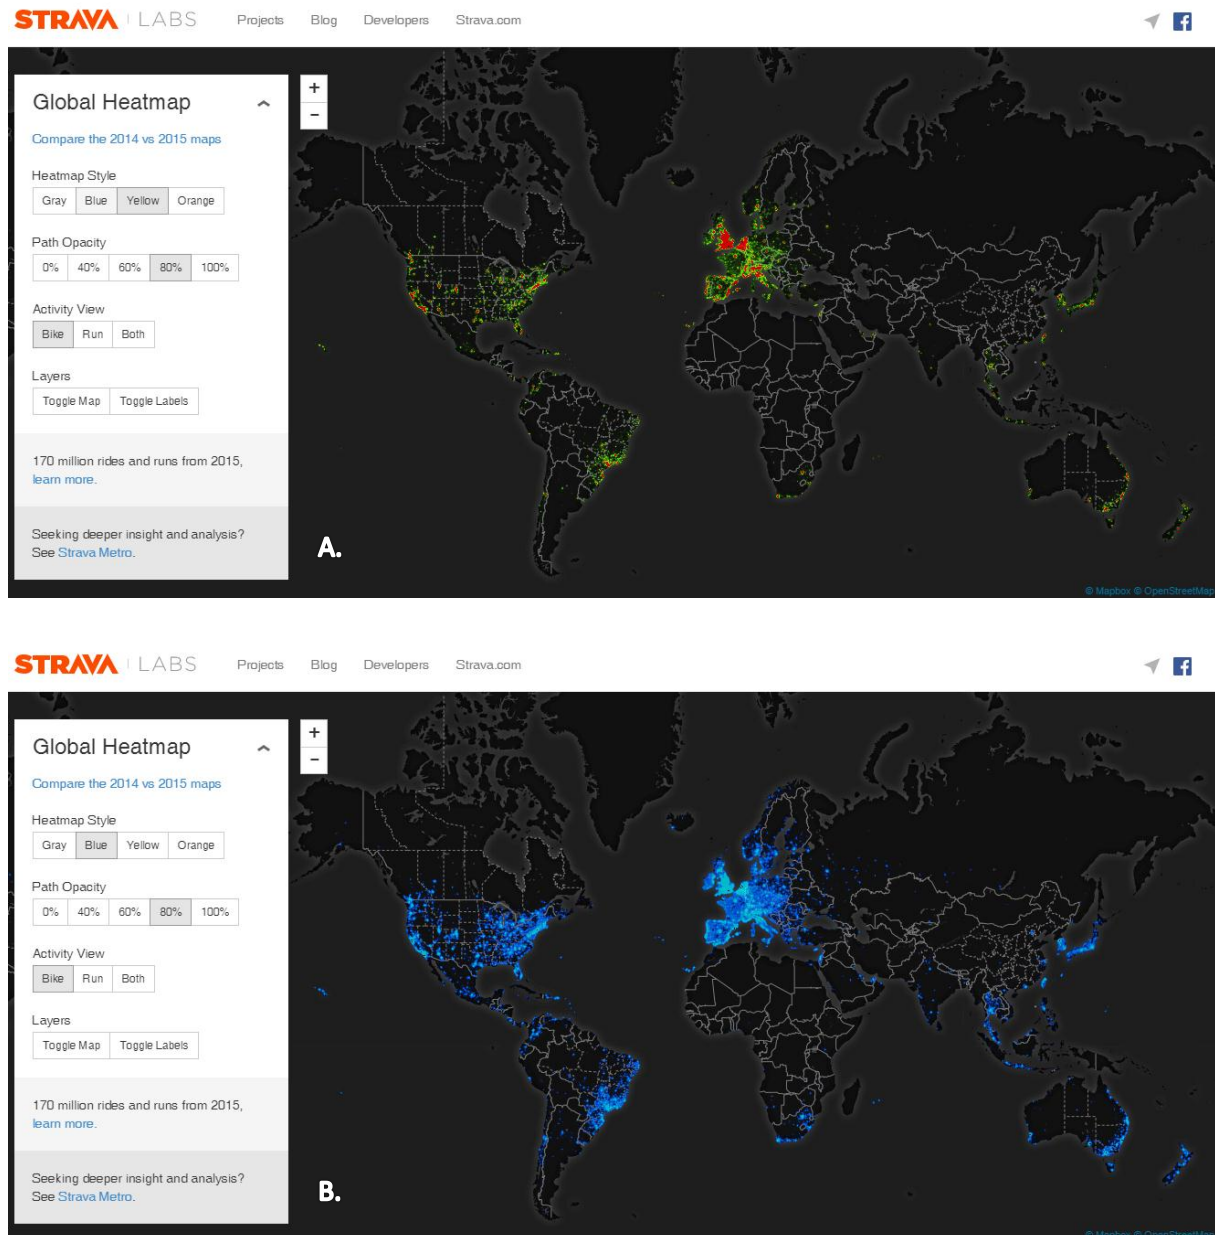 STRAVA LABS Projects Blog Developers Strava.com
Global Heatmap
+
−
Compare the 2014 vs 2015 maps
Heatmap Style
Gray Blue Yellow Orange
Path Opacity
0% 40% 60% 80% 100%
Activity View
Bike Run Both
Layers
Toggle Map Toggle Labels
170 million rides and runs from 2015,
learn more.
Seeking deeper insight and analysis?
See Strava Metro.
A.
© Mapbox © OpenStreetMap
STRAVA LABS Projects Blog Developers Strava.com
Global Heatmap
+
−
Compare the 2014 vs 2015 maps
Heatmap Style
Gray Blue Yellow Orange
Path Opacity
0% 40% 60% 80% 100%
Activity View
Bike Run Both
Layers
Toggle Map Toggle Labels
170 million rides and runs from 2015,
learn more.
Seeking deeper insight and analysis?
See Strava Metro.
B.
© Mapbox © OpenStreetMap